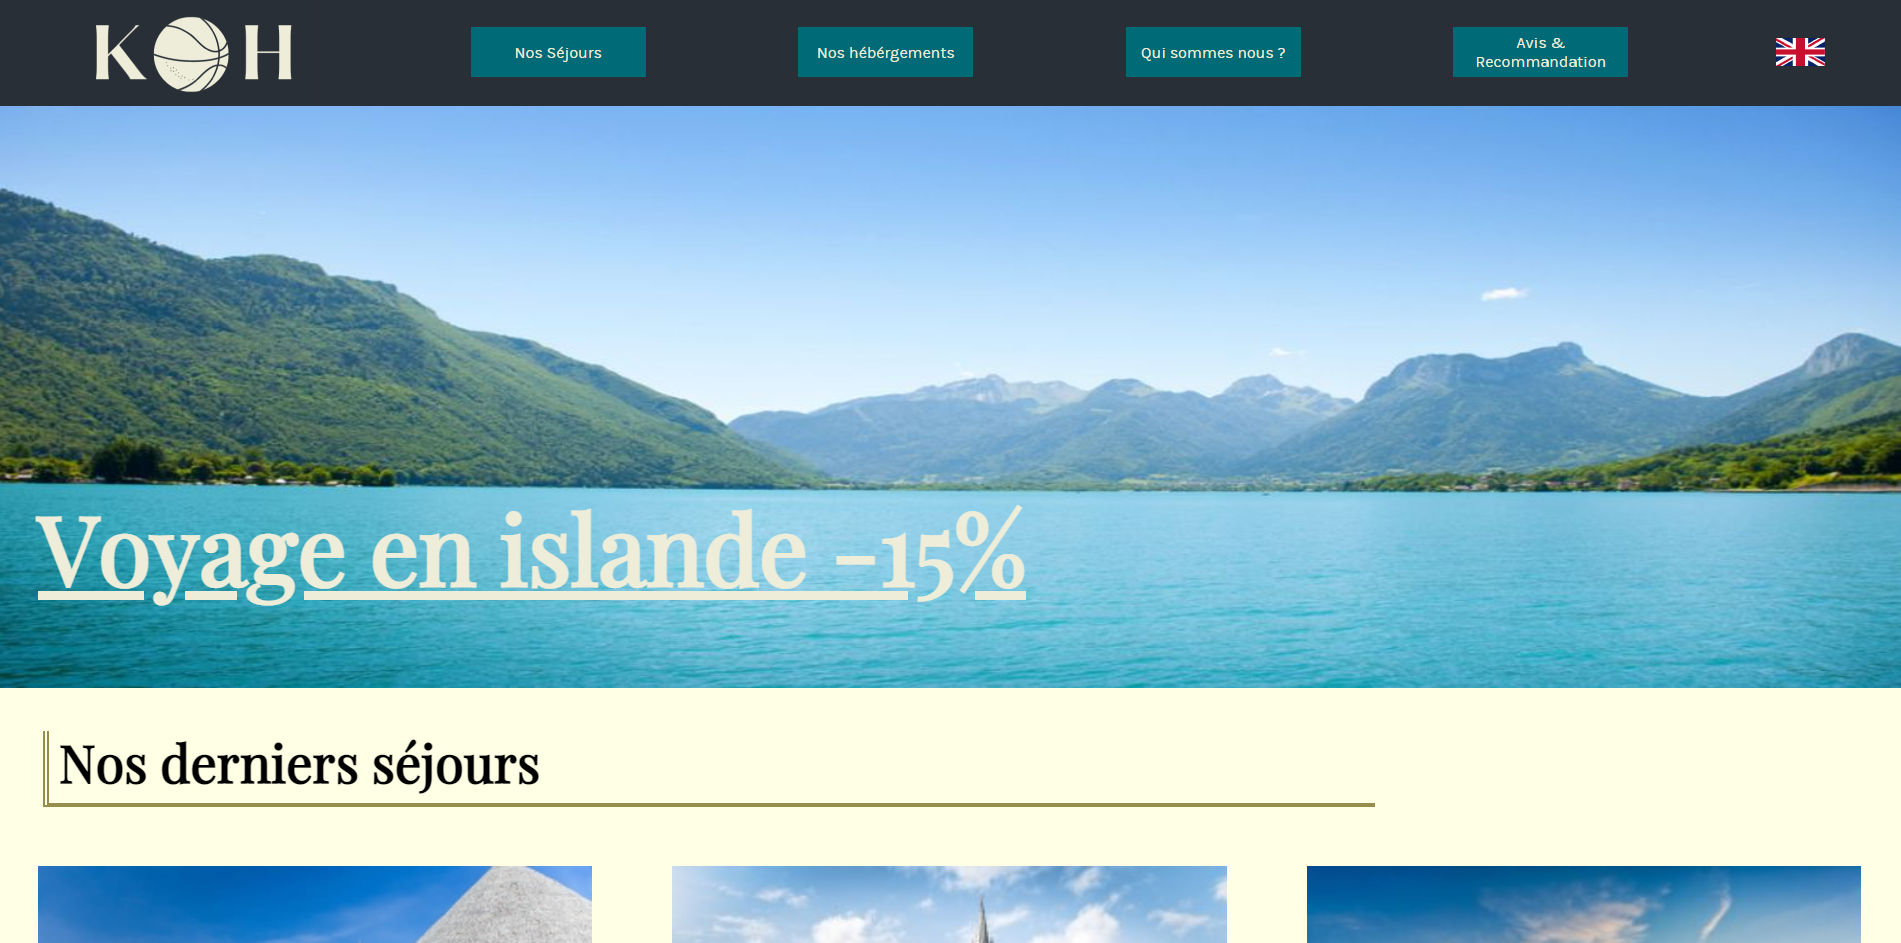 KOH
Nos Séjours
Nos hébérgements
Qui sommes nous ?
Avis &
Recommandation
Voyage en islande -15%
Nos derniers séjours